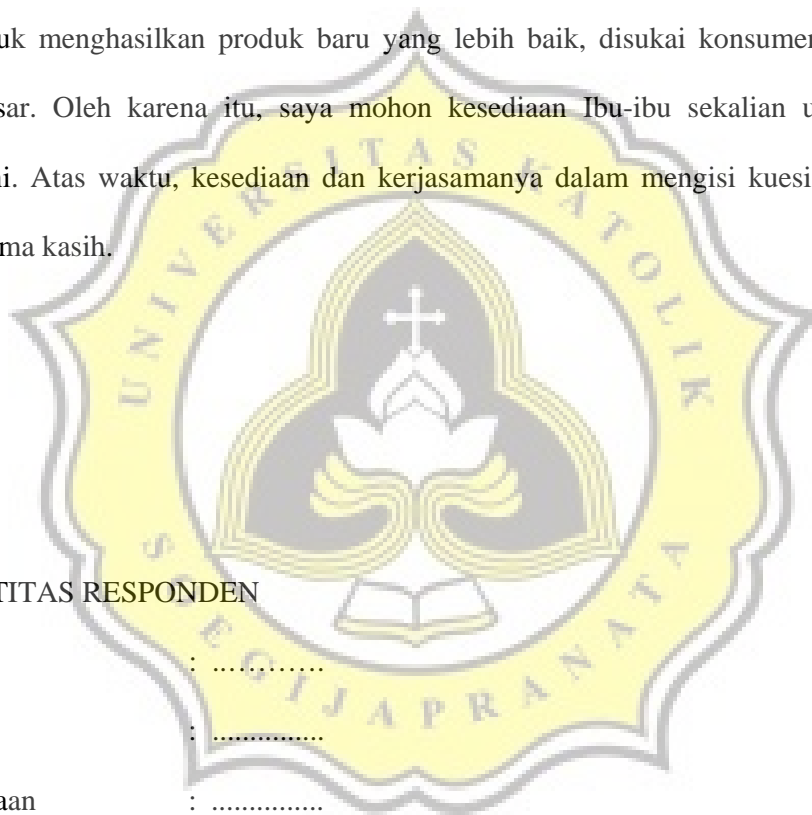 uk menghasilkan produk baru yang lebih baik, disukai konsumen
sar. Oleh karena itu, saya mohon kesediaan Ibu-ibu sekalian u
ni. Atas waktu, kesediaan dan kerjasamanya dalam mengisi kuesi
ma kasih.
UNIVERSITAS KATOLIK
SOEGIJAPRANATA
TITAS RESPONDEN
: ............
: ..............
aan : ..............